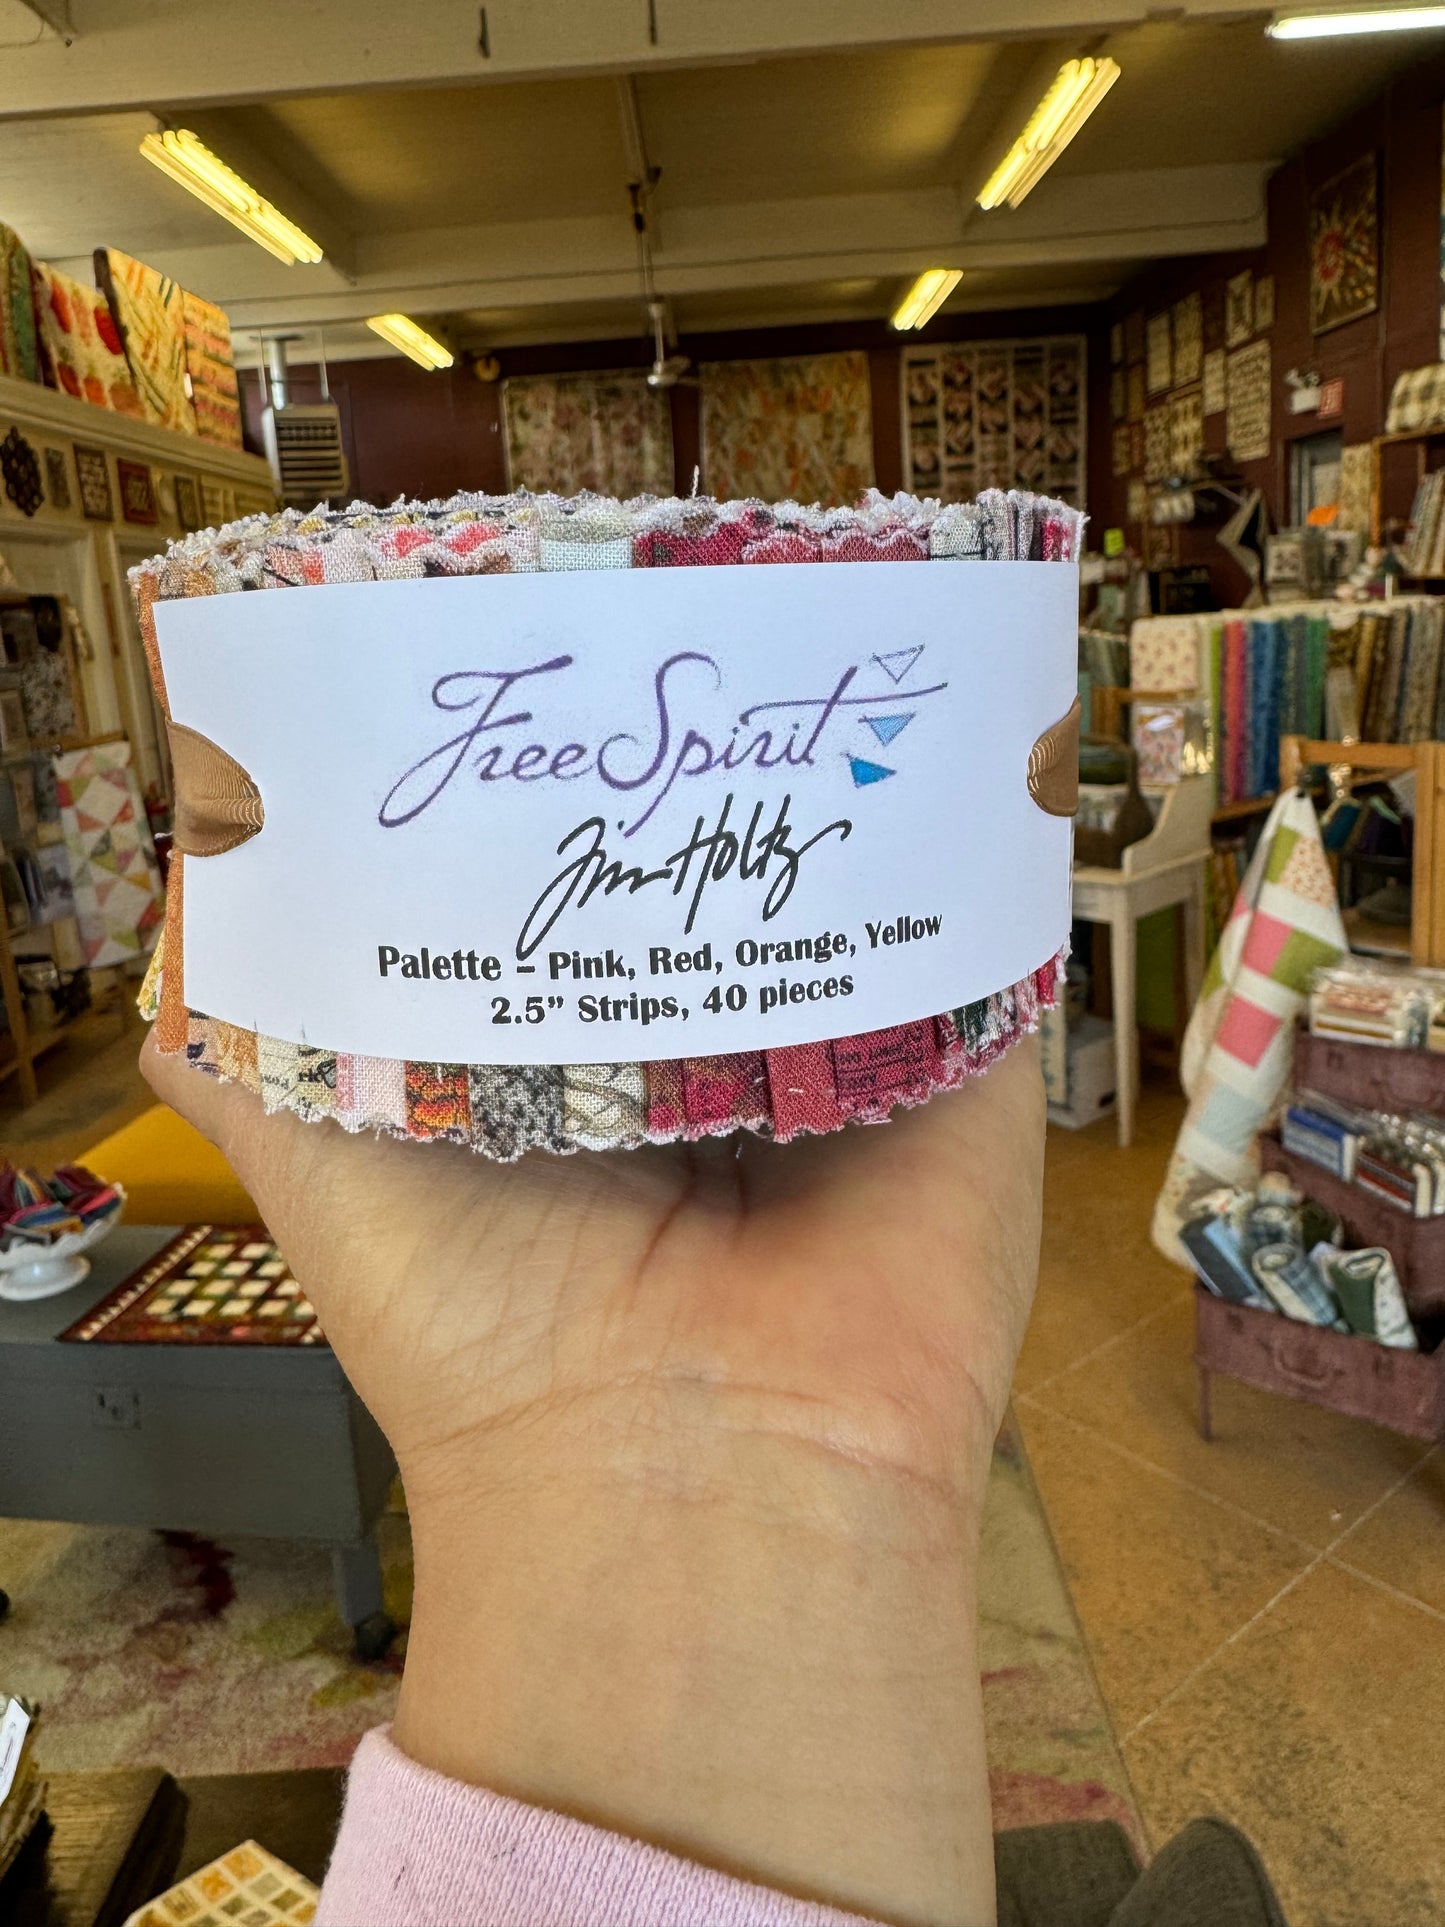 Free Spirit
Tim Holtz
Palette – Pink, Red, Orange, Yellow
2.5” Strips, 40 pieces